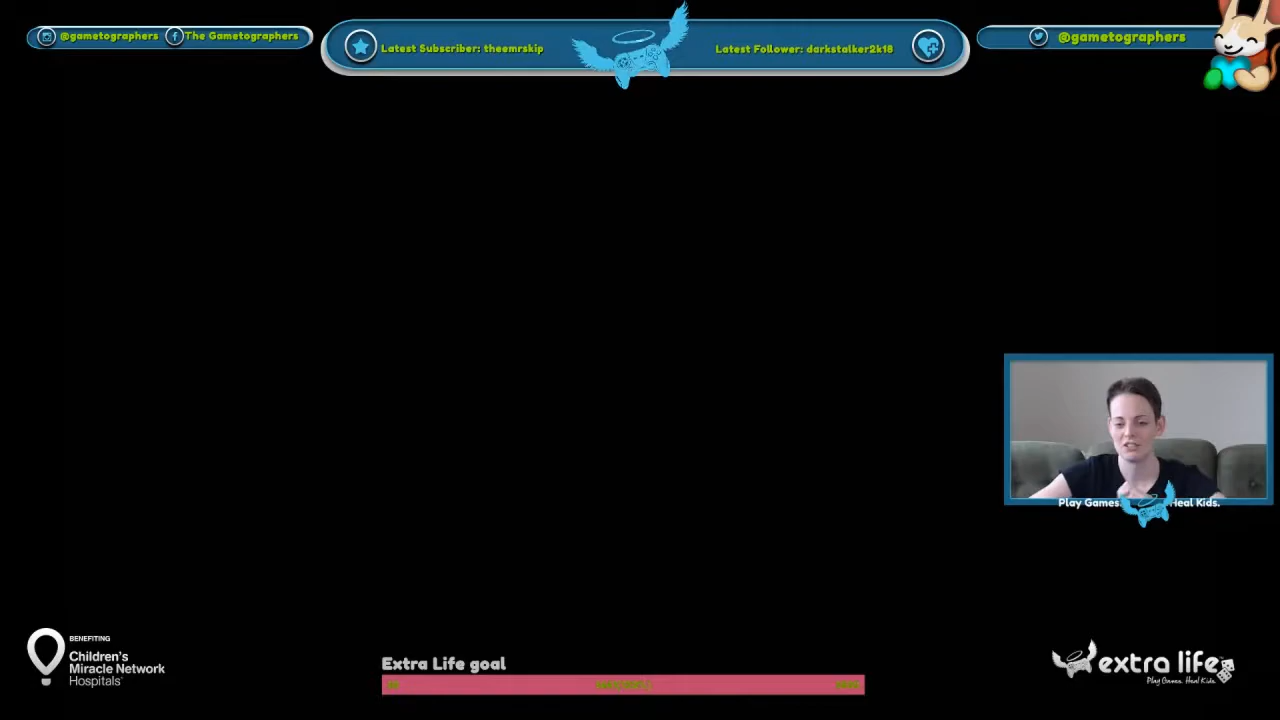 @gametographers
The Gametographers
Latest Subscriber: theemrskip
Latest Follower: darkstalker2k18
@gametographers
Play Games.
Heal Kids.
BENEFITING
Children's
Miracle Network
Hospitals
Extra Life goal
extra life
Play Games. Heal Kids.